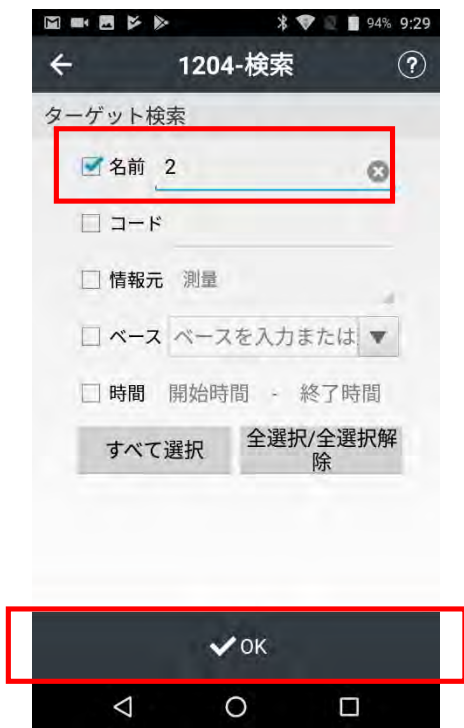 94% 9:29
1204-検索
?
ターゲット検索
名前 2
コード
情報元 測量
ベース ベースを入力または
時間 開始時間 - 終了時間
すべて選択
全選択/全選択解
除
OK